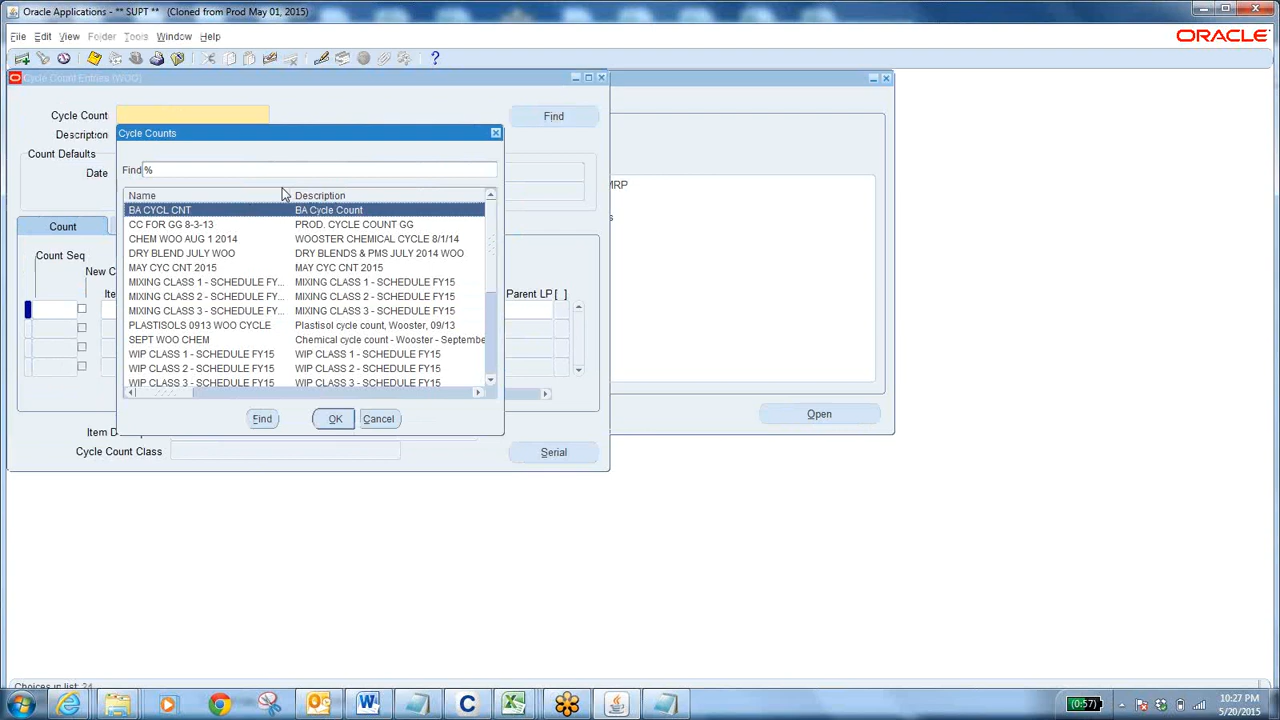 Oracle Applications - ** SUPT ** (Cloned from Prod May 01, 2015)
File Edit View Folder Tools Window Help
ORACLE
Cycle Count Entries (WOO)
Cycle Count
Find
Description
Count Defaults
Date
Cycle Counts
Find %
Name Description
BA CYCL CNT BA Cycle Count
CC FOR GG 8-3-13 PROD. CYCLE COUNT GG
CHEM WOO AUG 1 2014 WOOSTER CHEMICAL CYCLE 8/1/14
DRY BLEND JULY WOO DRY BLENDS & PMS JULY 2014 WOO
MAY CYC CNT 2015 MAY CYC CNT 2015
MIXING CLASS 1 - SCHEDULE FY... MIXING CLASS 1 - SCHEDULE FY15
MIXING CLASS 2 - SCHEDULE FY... MIXING CLASS 2 - SCHEDULE FY15
MIXING CLASS 3 - SCHEDULE FY... MIXING CLASS 3 - SCHEDULE FY15
PLASTISOLS 0913 WOO CYCLE Plastisol cycle count, Wooster, 09/13
SEPT WOO CHEM Chemical cycle count - Wooster - Septembe
WIP CLASS 1 - SCHEDULE FY15 WIP CLASS 1 - SCHEDULE FY15
WIP CLASS 2 - SCHEDULE FY15 WIP CLASS 2 - SCHEDULE FY15
WIP CLASS 3 - SCHEDULE FY15 WIP CLASS 3 - SCHEDULE FY15
Find OK Cancel
Count
Count Seq
New C
Ite
Parent LP [ ]
MRP
s
Open
Item D
Cycle Count Class
Serial
Choices in list: 24
(0:57)
10:27 PM
5/20/2015